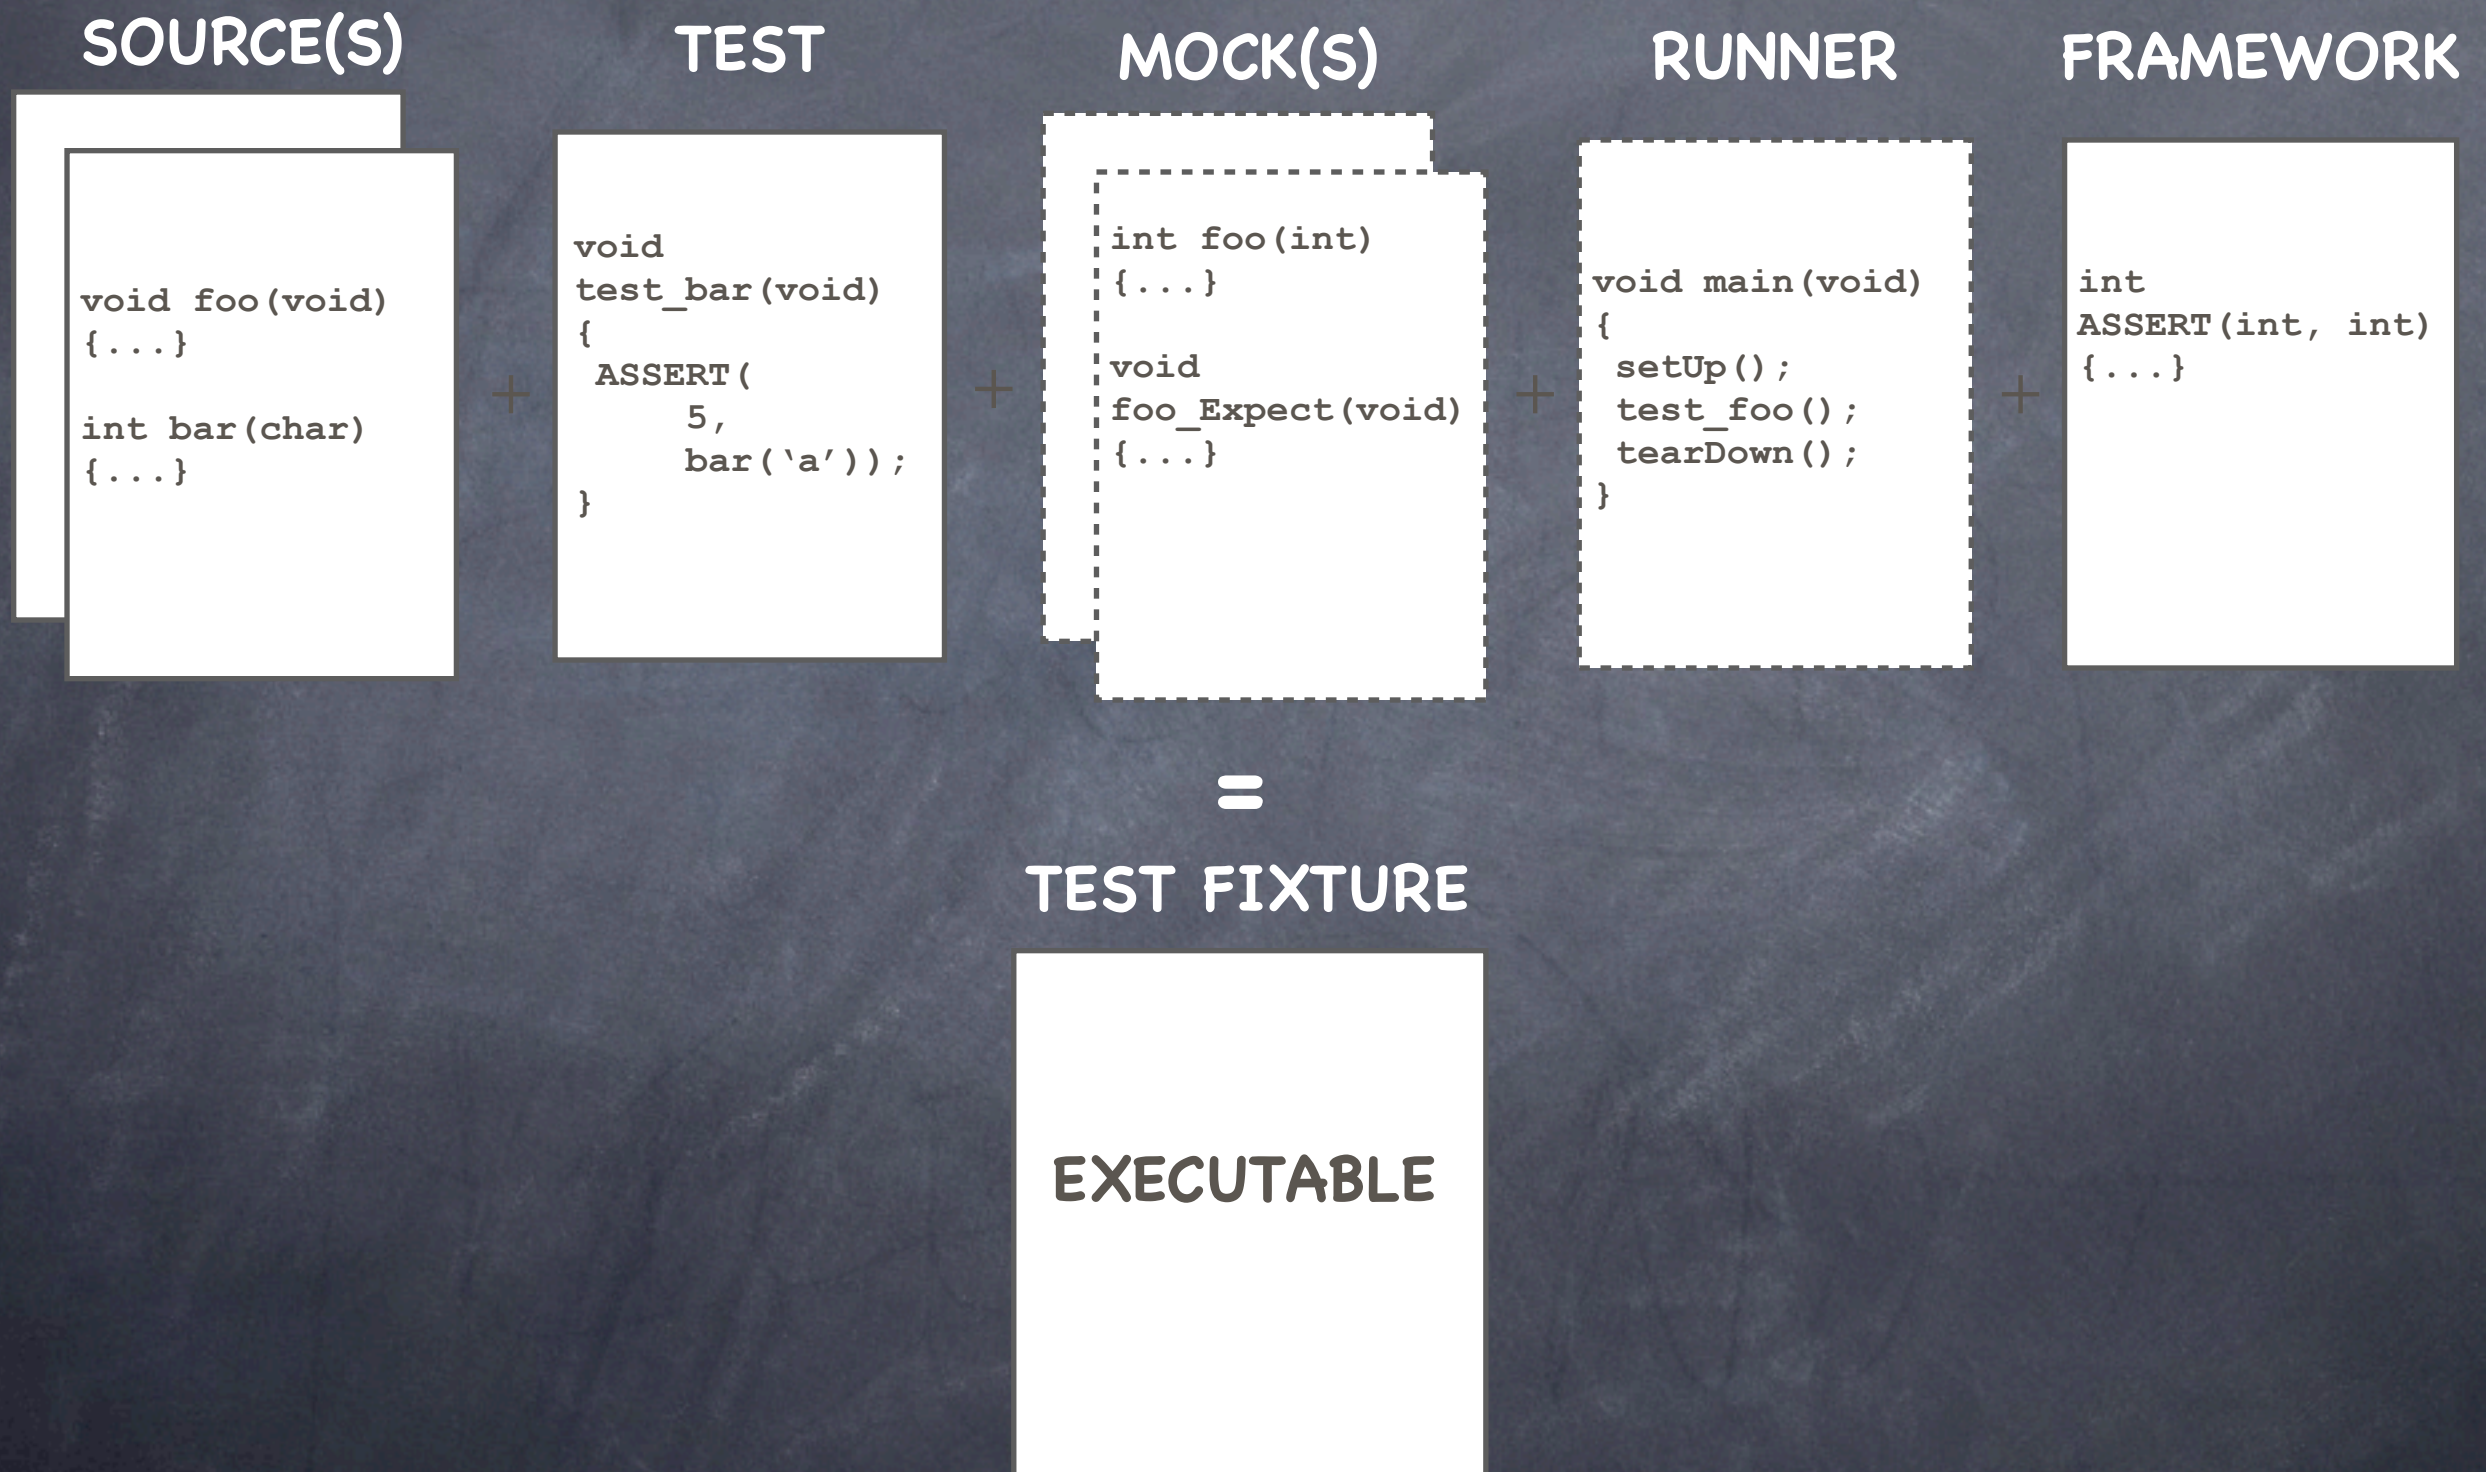 SOURCE(S)
void foo(void)
{...}
int bar(char)
{...}
+
TEST
void
test_bar(void)
{
ASSERT(
5,
bar(‘a’));
}
+
MOCK(S)
int foo(int)
{...}
void
foo_Expect(void)
{...}
+
RUNNER
void main(void)
{
setUp();
test_foo();
tearDown();
}
+
FRAMEWORK
int
ASSERT(int, int)
{...}
=
TEST FIXTURE
EXECUTABLE